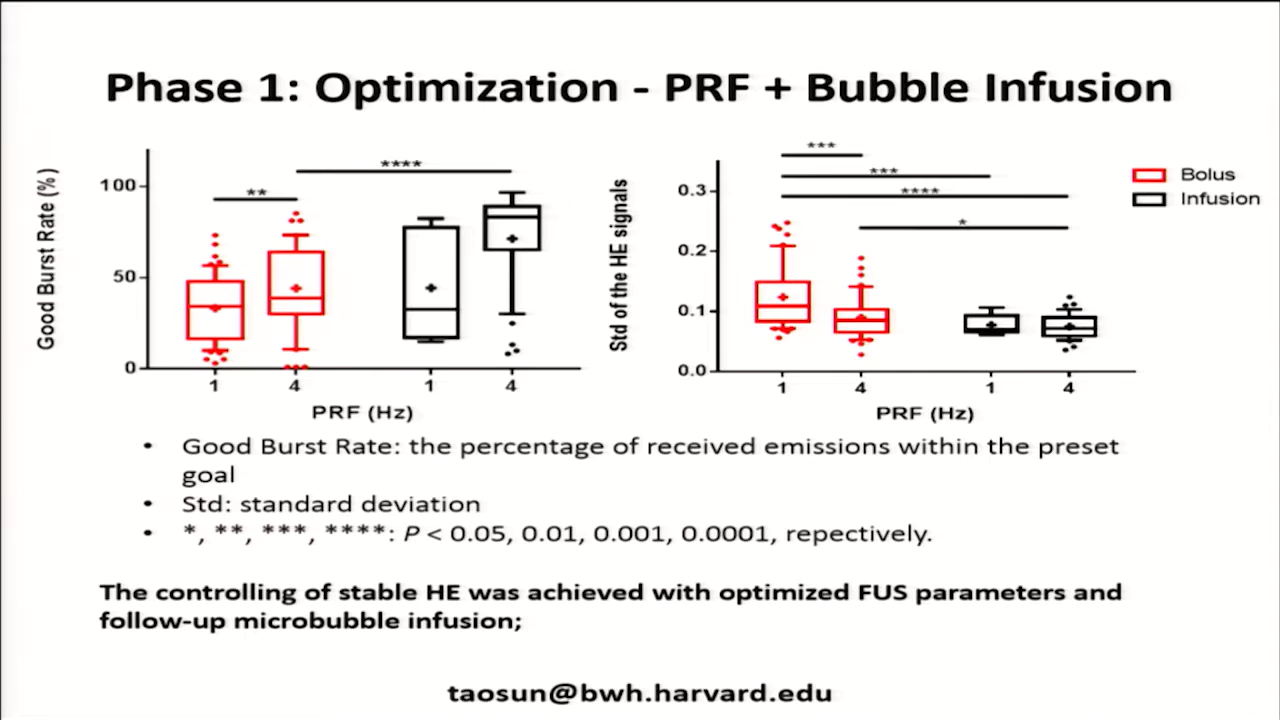 Phase 1: Optimization - PRF + Bubble Infusion
Good Burst Rate (%)
100
50
0
**
****
1
4
1
4
PRF (Hz)
Std of the HE signals
0.3
0.2
0.1
0.0
***
***
****
*
1
4
1
4
PRF (Hz)
Bolus
Infusion
• Good Burst Rate: the percentage of received emissions within the preset
goal
• Std: standard deviation
• *, **, ***, ****: P < 0.05, 0.01, 0.001, 0.0001, repectively.
The controlling of stable HE was achieved with optimized FUS parameters and
follow-up microbubble infusion;
taosun@bwh.harvard.edu